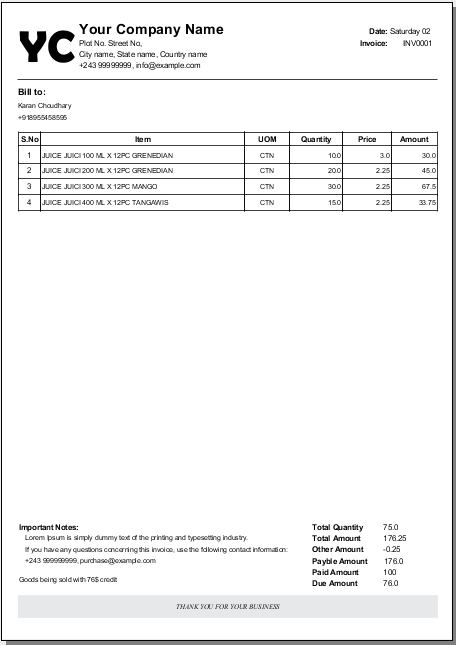 YC
Your Company Name
Plot No. Street No,
City name, State name, Country name
+243 99999999, info@example.com
Date: Saturday 02
Invoice: INV0001
Bill to:
Karan Choudhary
+918955458595
S.No Item UOM Quantity Price Amount
1 JUICE JUICI 100 ML X 12PC GRENEDIAN CTN 10.0 3.0 30.0
2 JUICE JUICI 200 ML X 12PC GRENEDIAN CTN 20.0 2.25 45.0
3 JUICE JUICI 300 ML X 12PC MANGO CTN 30.0 2.25 67.5
4 JUICE JUICI 400 ML X 12PC TANGAWIS CTN 15.0 2.25 33.75
Important Notes:
Lorem Ipsum is simply dummy text of the printing and typesetting industry.
If you have any questions concerning this invoice, use the following contact information:
+243 999999999, purchase@example.com
Goods being sold with 76$ credit
Total Quantity 75.0
Total Amount 176.25
Other Amount -0.25
Payble Amount 176.0
Paid Amount 100
Due Amount 76.0
THANK YOU FOR YOUR BUSINESS